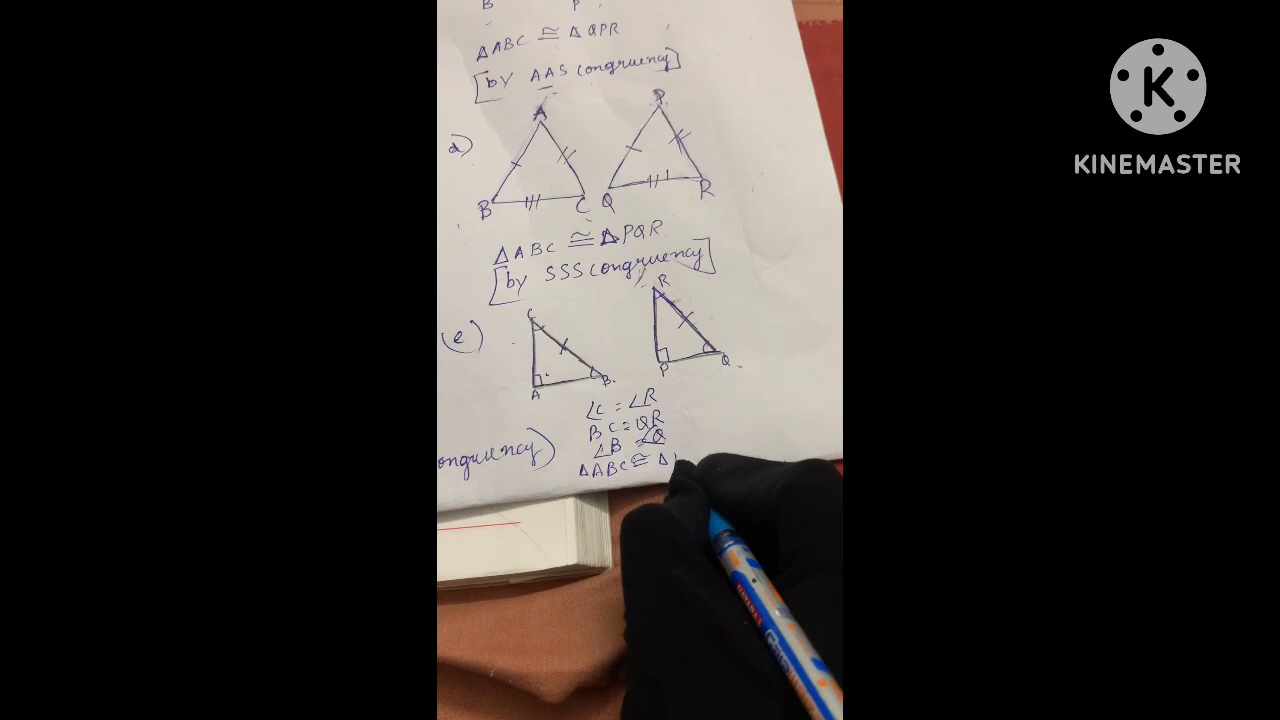 B P
ΔABC ≅ ΔQPR
[by AAS congruency]
d)
A P
B C Q R
ΔABC ≅ ΔPQR
[by SSS congruency]
(e)
C R
A B P Q
∠C = ∠R
BC = QR
∠B = ∠Q
ongruency)
ΔABC ≅ Δ
K
KINEMASTER